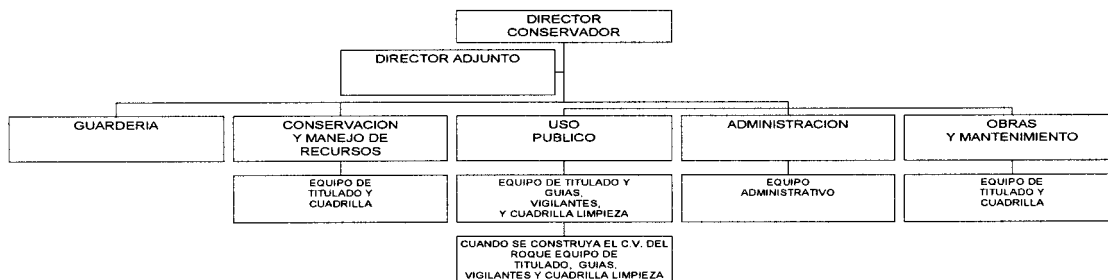 DIRECTOR
CONSERVADOR
DIRECTOR ADJUNTO
GUARDERIA
CONSERVACION
Y MANEJO DE
RECURSOS
USO
PUBLICO
ADMINISTRACION
OBRAS
Y MANTENIMIENTO
EQUIPO DE
TITULADO Y
CUADRILLA
EQUIPO DE TITULADO Y
GUIAS,
VIGILANTES,
Y CUADRILLA LIMPIEZA
EQUIPO
ADMINISTRATIVO
EQUIPO DE
TITULADO Y
CUADRILLA
CUANDO SE CONSTRUYA EL C.V. DEL
ROQUE EQUIPO DE
TITULADO, GUIAS,
VIGILANTES Y CUADRILLA LIMPIEZA